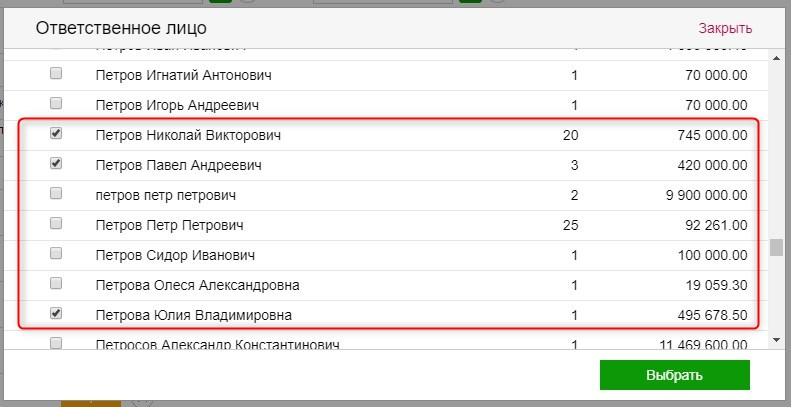 Ответственное лицо Закрыть
Петров Игнатий Антонович 1 70 000.00
Петров Игорь Андреевич 1 70 000.00
Петров Николай Викторович 20 745 000.00
Петров Павел Андреевич 3 420 000.00
петров петр петрович 2 9 900 000.00
Петров Петр Петрович 25 92 261.00
Петров Сидор Иванович 1 100 000.00
Петрова Олеся Александровна 1 19 059.30
Петрова Юлия Владимировна 1 495 678.50
Петросов Александр Константинович 1 11 469 600.00
Выбрать